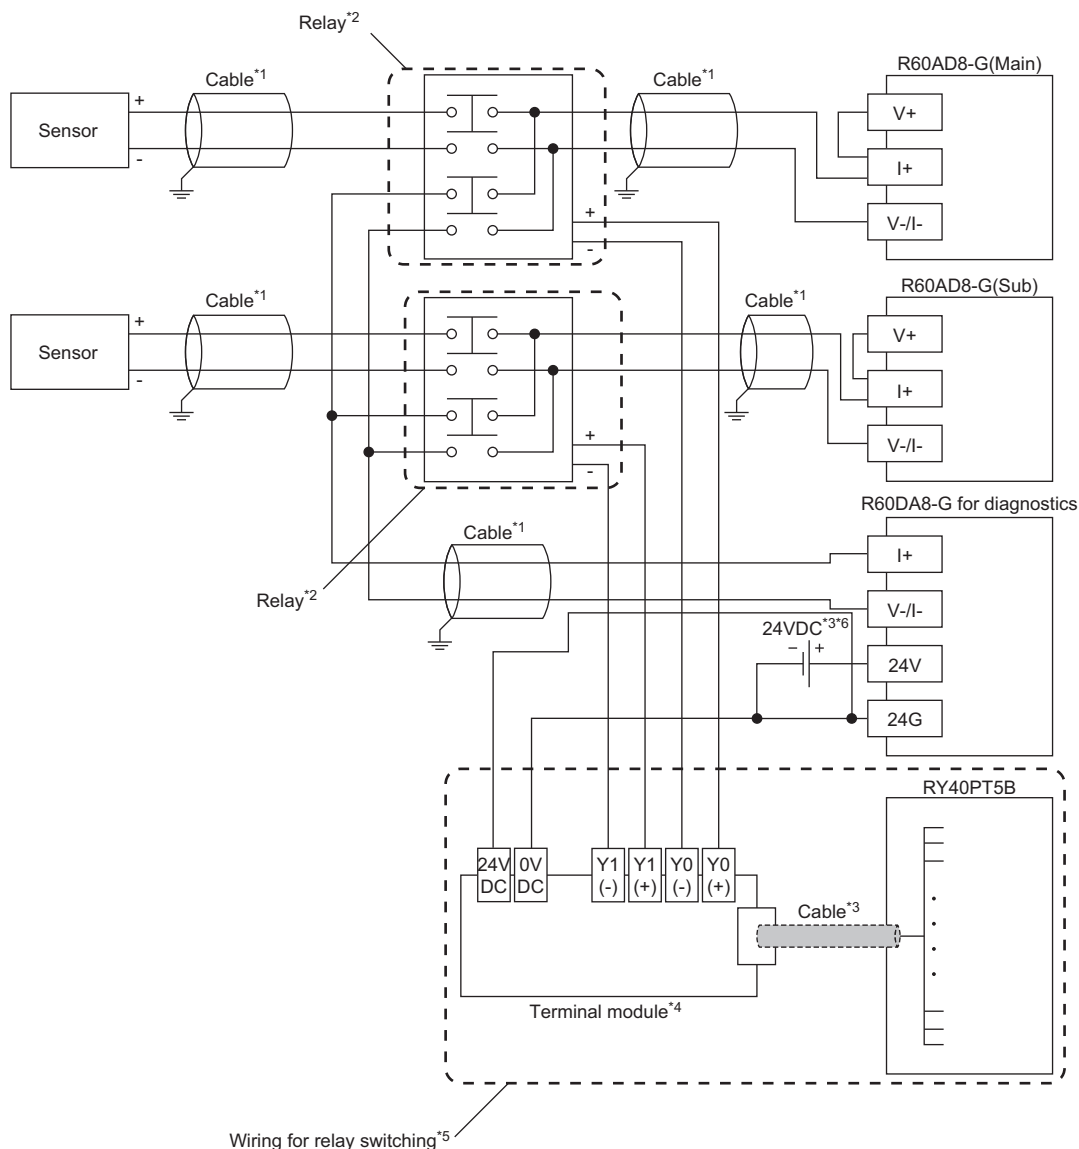 Relay*2
Cable*1
Cable*1
R60AD8-G(Main)
Sensor
+
-
V+
I+
V-/I-
+
-
Cable*1
Cable*1
R60AD8-G(Sub)
Sensor
+
-
V+
I+
V-/I-
+
-
R60DA8-G for diagnostics
Cable*1
I+
Relay*2
V-/I-
24VDC*3*6
− +
24V
24G
RY40PT5B
24V DC
0V DC
Y1 (-)
Y1 (+)
Y0 (-)
Y0 (+)
Cable*3
Terminal module*4
Wiring for relay switching*5